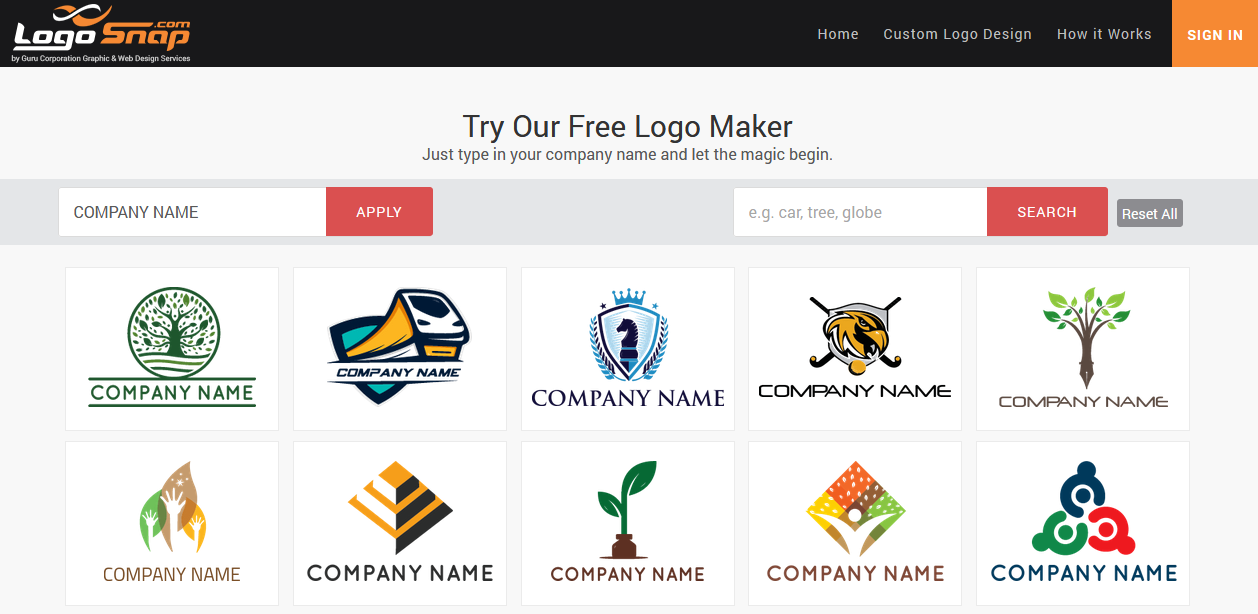 Logo Snap.com
by Guru Corporation Graphic & Web Design Services
Home Custom Logo Design How it Works SIGN IN
Try Our Free Logo Maker
Just type in your company name and let the magic begin.
COMPANY NAME APPLY e.g. car, tree, globe SEARCH Reset All
COMPANY NAME
COMPANY NAME
COMPANY NAME
COMPANY NAME
COMPANY NAME
COMPANY NAME
COMPANY NAME
COMPANY NAME
COMPANY NAME
COMPANY NAME